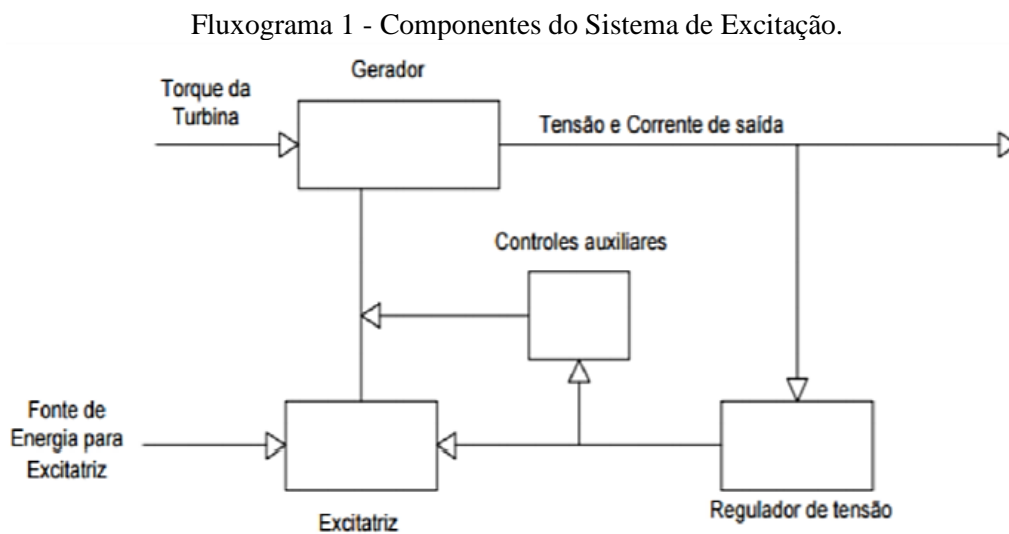 Fluxograma 1 - Componentes do Sistema de Excitação.
Gerador
Torque da
Turbina
Tensão e Corrente de saída
Controles auxiliares
Fonte de
Energia para
Excitatriz
Excitatriz
Regulador de tensão